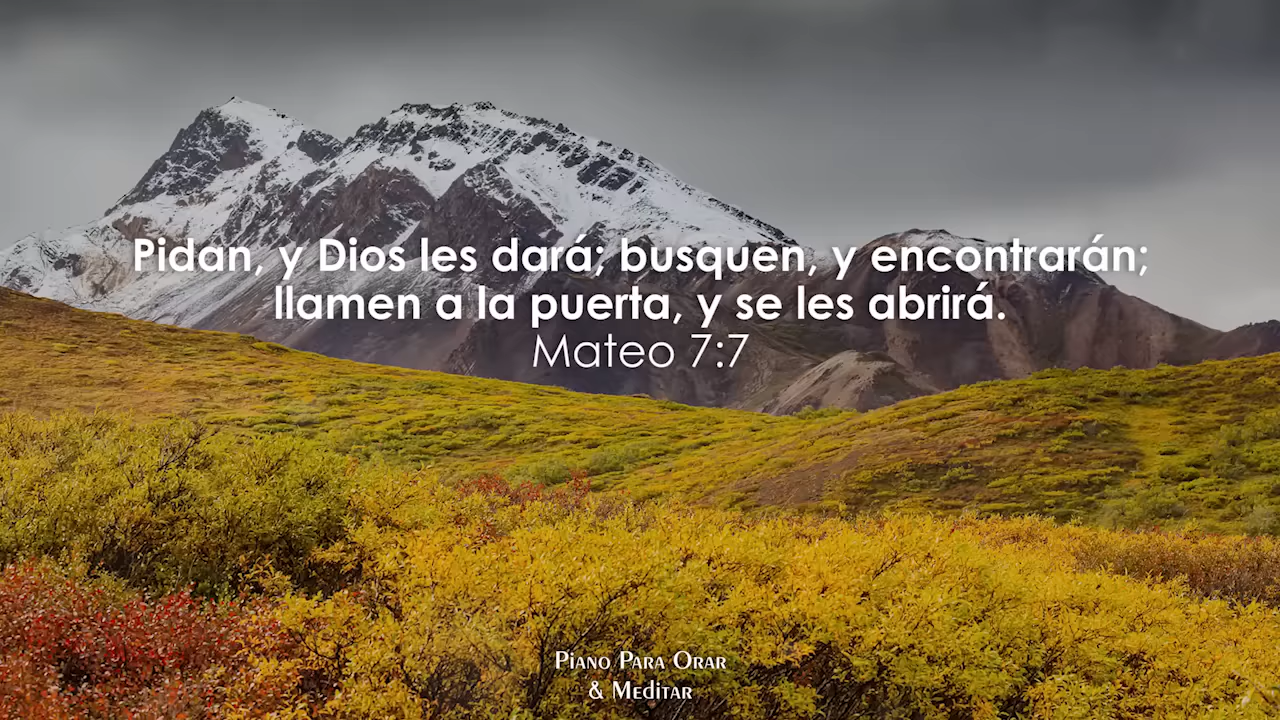 Pidan, y Dios les dará; busquen, y encontrarán;
llamen a la puerta, y se les abrirá.
Mateo 7:7
Piano Para Orar
& Meditar